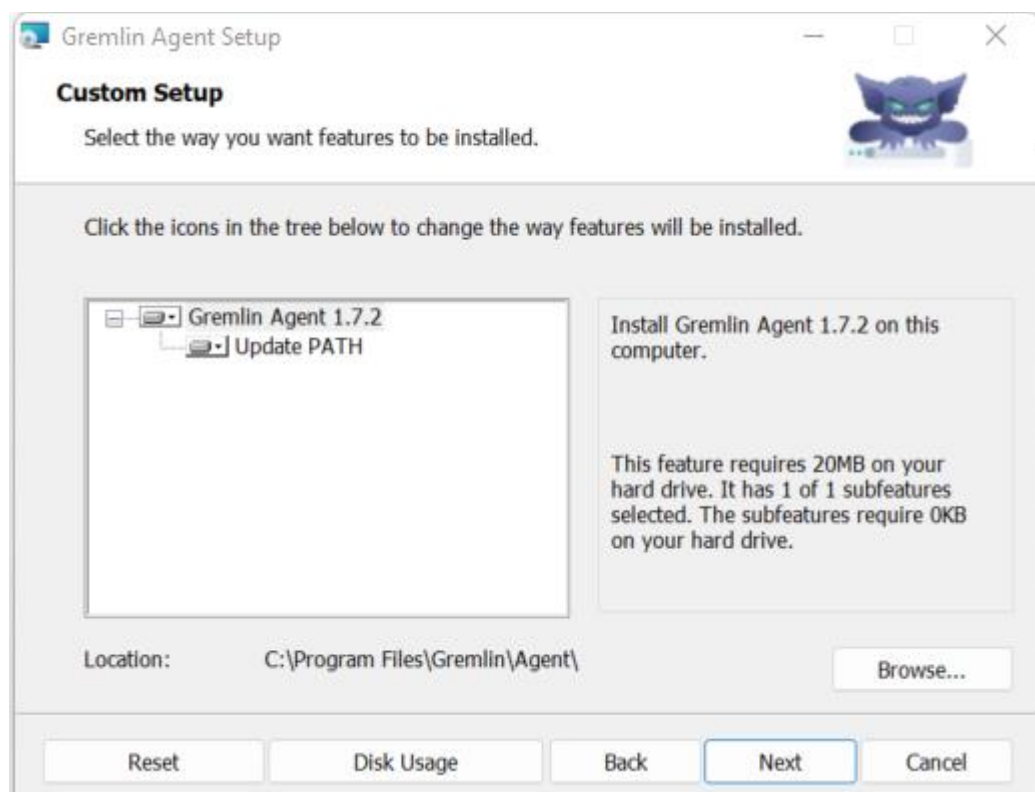 Gremlin Agent Setup
Custom Setup
Select the way you want features to be installed.
Click the icons in the tree below to change the way features will be installed.
Gremlin Agent 1.7.2
Update PATH
Install Gremlin Agent 1.7.2 on this
computer.
This feature requires 20MB on your
hard drive. It has 1 of 1 subfeatures
selected. The subfeatures require 0KB
on your hard drive.
Location: C:\Program Files\Gremlin\Agent\
Browse...
Reset Disk Usage Back Next Cancel